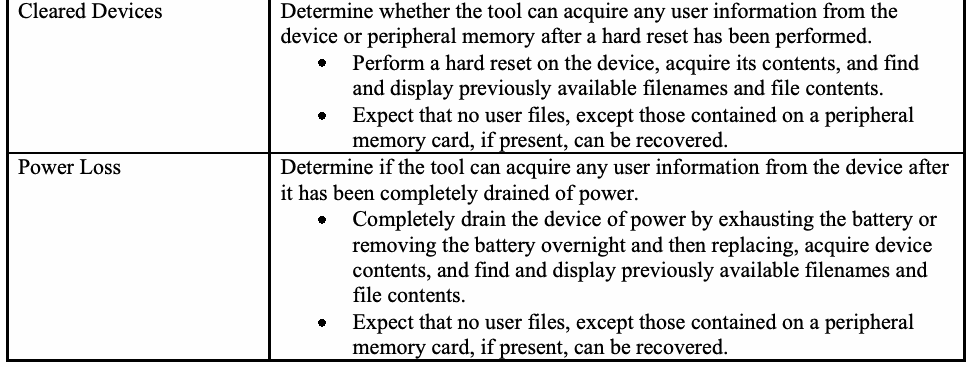 Cleared Devices
Determine whether the tool can acquire any user information from the
device or peripheral memory after a hard reset has been performed.
• Perform a hard reset on the device, acquire its contents, and find
and display previously available filenames and file contents.
• Expect that no user files, except those contained on a peripheral
memory card, if present, can be recovered.
Power Loss
Determine if the tool can acquire any user information from the device after
it has been completely drained of power.
• Completely drain the device of power by exhausting the battery or
removing the battery overnight and then replacing, acquire device
contents, and find and display previously available filenames and
file contents.
• Expect that no user files, except those contained on a peripheral
memory card, if present, can be recovered.